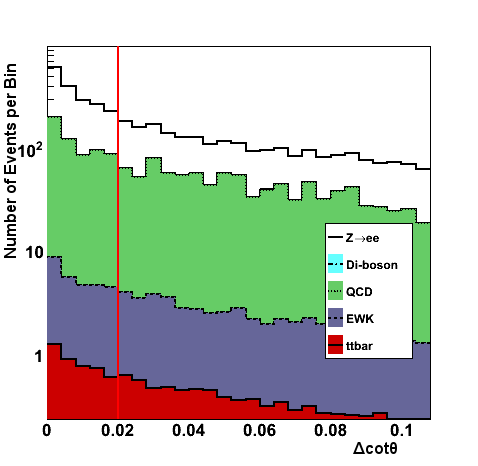 Number of Events per Bin
10²
10
1
Z→ee
Di-boson
QCD
EWK
ttbar
0 0.02 0.04 0.06 0.08 0.1
Δcotθ